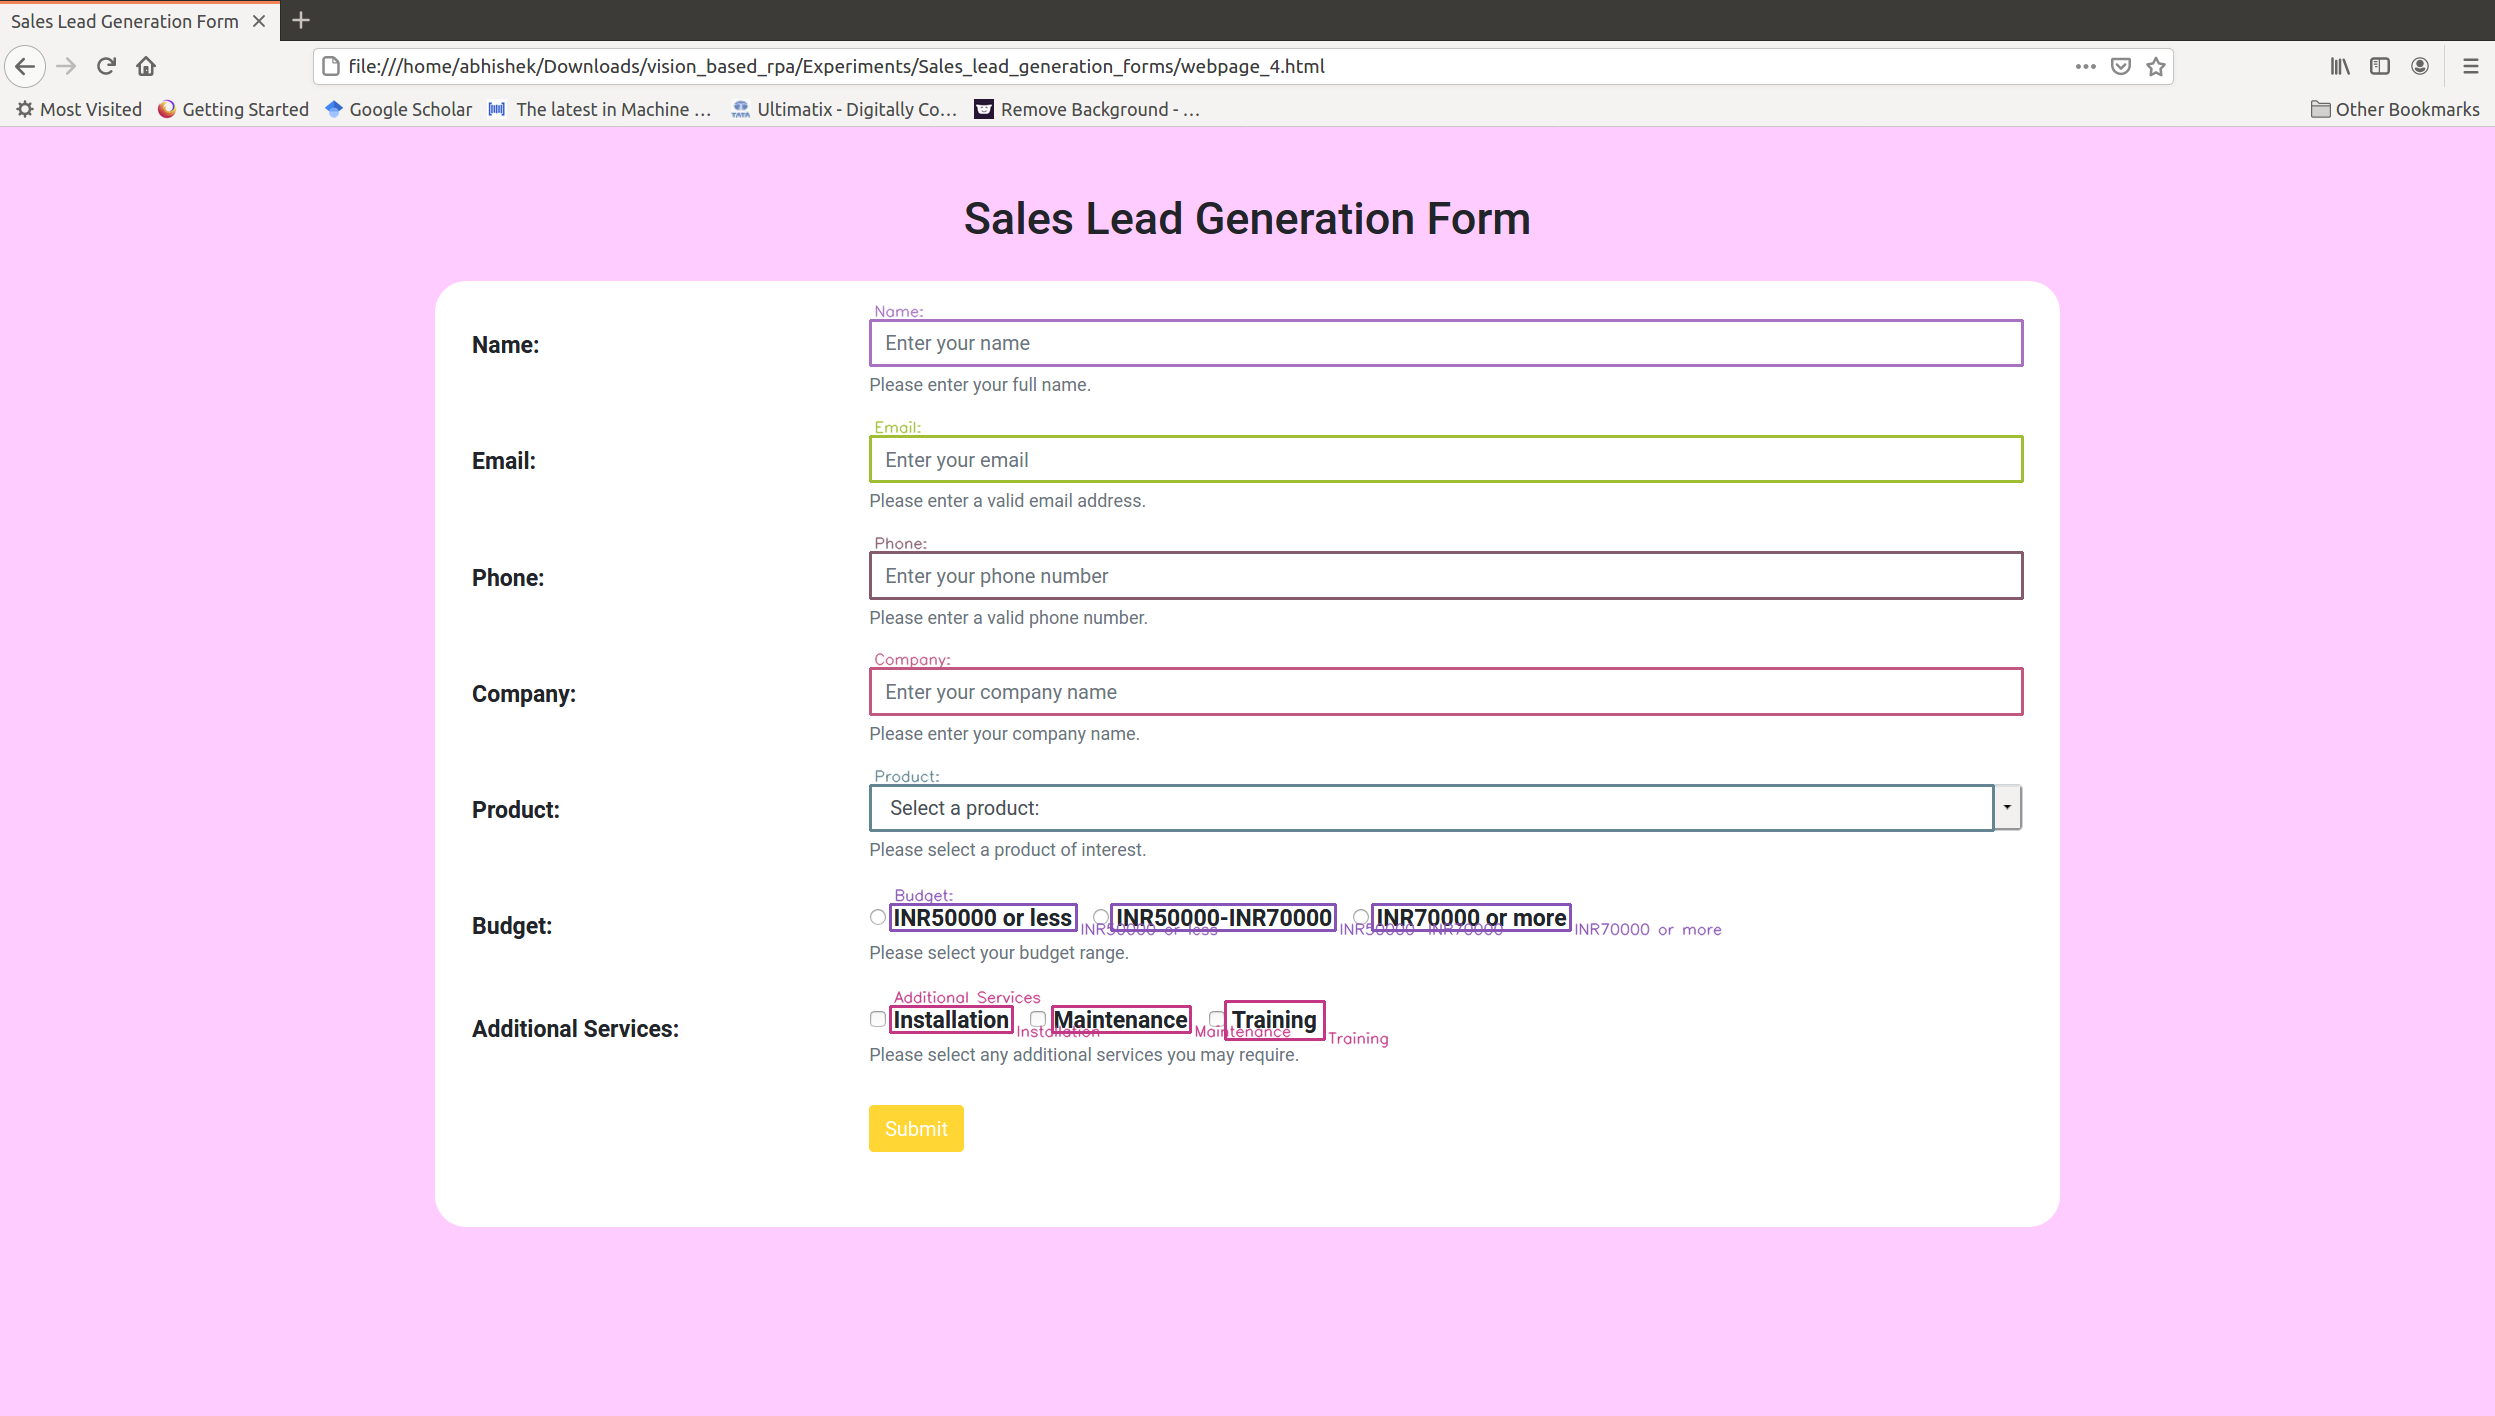 Sales Lead Generation Form
file:///home/abhishek/Downloads/vision_based_rpa/Experiments/Sales_lead_generation_forms/webpage_4.html
Most Visited Getting Started Google Scholar The latest in Machine … Ultimatix - Digitally Co… Remove Background - … Other Bookmarks
Sales Lead Generation Form
Name:
Name: Enter your name
Please enter your full name.
Email:
Email: Enter your email
Please enter a valid email address.
Phone:
Phone: Enter your phone number
Please enter a valid phone number.
Company:
Company: Enter your company name
Please enter your company name.
Product:
Product: Select a product:
Please select a product of interest.
Budget:
Budget: INR50000 or less INR50000-INR70000 INR70000 or more
INR50000 or less INR50000-INR70000 INR70000 or more
Please select your budget range.
Additional Services
Additional Services: Installation Maintenance Training
Installation Maintenance Training
Please select any additional services you may require.
Submit